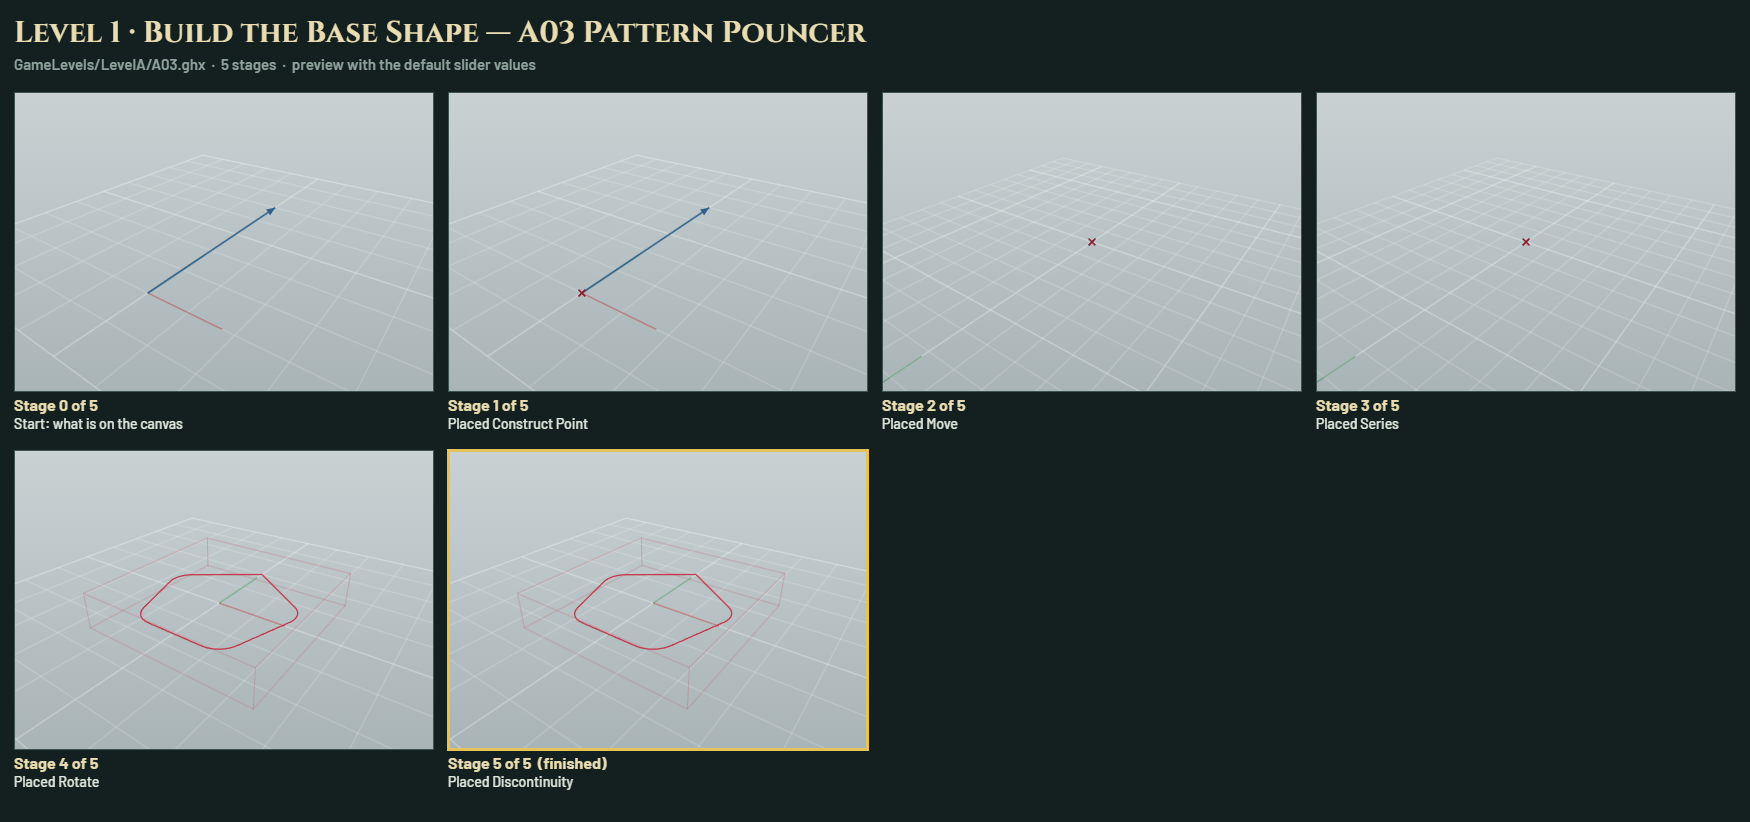 Level 1 · Build the Base Shape — A03 Pattern Pouncer
GameLevels/LevelA/A03.ghx · 5 stages · preview with the default slider values
Stage 0 of 5
Start: what is on the canvas
Stage 1 of 5
Placed Construct Point
Stage 2 of 5
Placed Move
Stage 3 of 5
Placed Series
Stage 4 of 5
Placed Rotate
Stage 5 of 5 (finished)
Placed Discontinuity